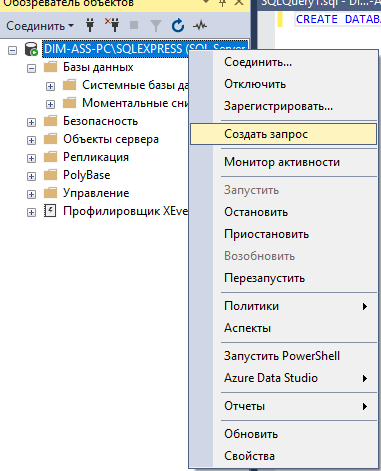 Обозреватель объектов
SQLQuery1.sql - DI...-A
Соединить
CREATE DATAB
DIM-ASS-PC\SQLEXPRESS (SQL Server
Базы данных
Системные базы да
Моментальные сни
Безопасность
Объекты сервера
Репликация
PolyBase
Управление
Профилировщик XEve
Соединить...
Отключить
Зарегистрировать...
Создать запрос
Монитор активности
Запустить
Остановить
Приостановить
Возобновить
Перезапустить
Политики
Аспекты
Запустить PowerShell
Azure Data Studio
Отчеты
Обновить
Свойства